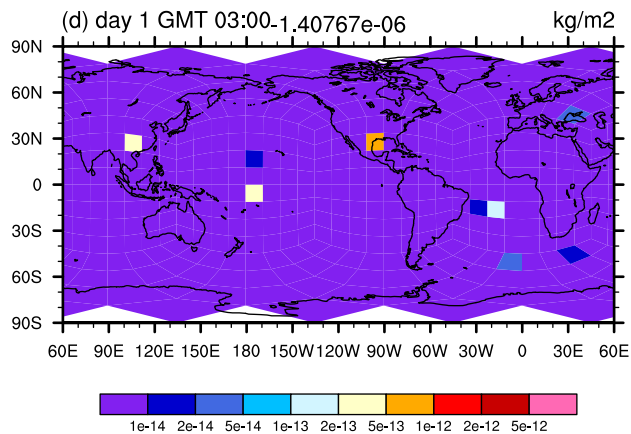 (d) day 1 GMT 03:00 -1.40767e-06 kg/m2
90N
60N
30N
0
30S
60S
90S
60E 90E 120E 150E 180 150W 120W 90W 60W 30W 0 30E 60E
1e-14 2e-14 5e-14 1e-13 2e-13 5e-13 1e-12 2e-12 5e-12